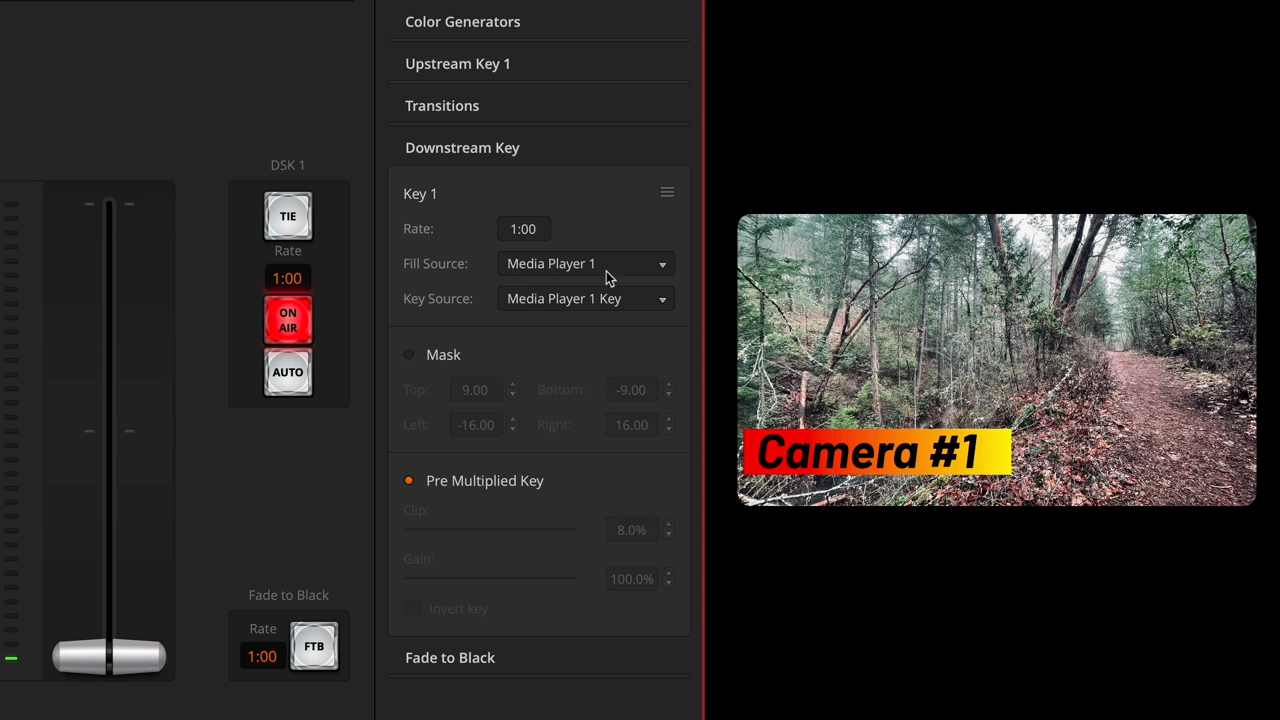 DSK 1
TIE
Rate
1:00
ON
AIR
AUTO
Fade to Black
Rate
1:00
FTB
Color Generators
Upstream Key 1
Transitions
Downstream Key
Key 1
Rate: 1:00
Fill Source: Media Player 1
Key Source: Media Player 1 Key
Mask
Top: 9.00 Bottom: -9.00
Left: -16.00 Right: 16.00
Pre Multiplied Key
Clip:
8.0%
Gain:
100.0%
Invert key
Fade to Black
Camera #1